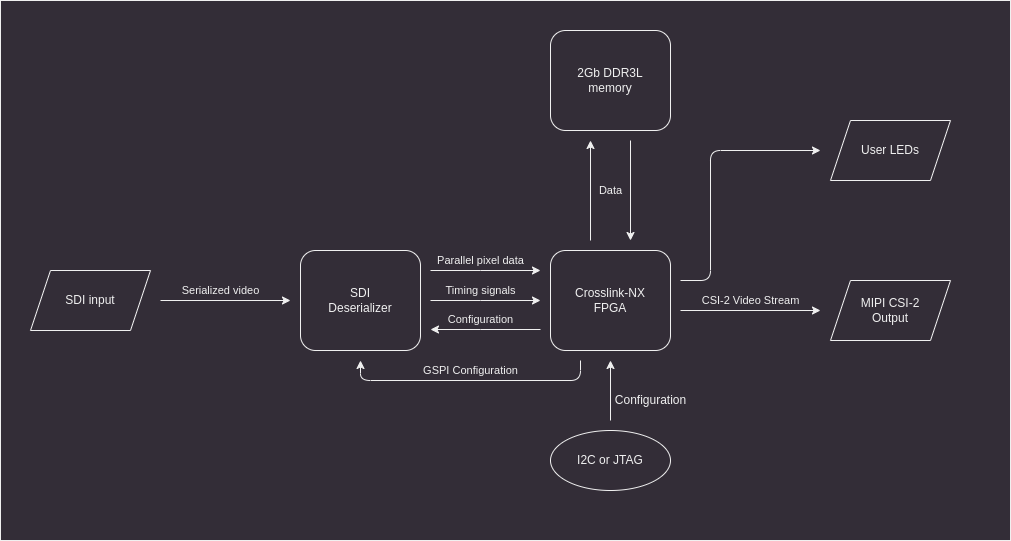 2Gb DDR3L
memory
User LEDs
Data
Parallel pixel data
SDI input
Serialized video
SDI
Deserializer
Timing signals
Crosslink-NX
FPGA
CSI-2 Video Stream
MIPI CSI-2
Output
Configuration
GSPI Configuration
Configuration
I2C or JTAG